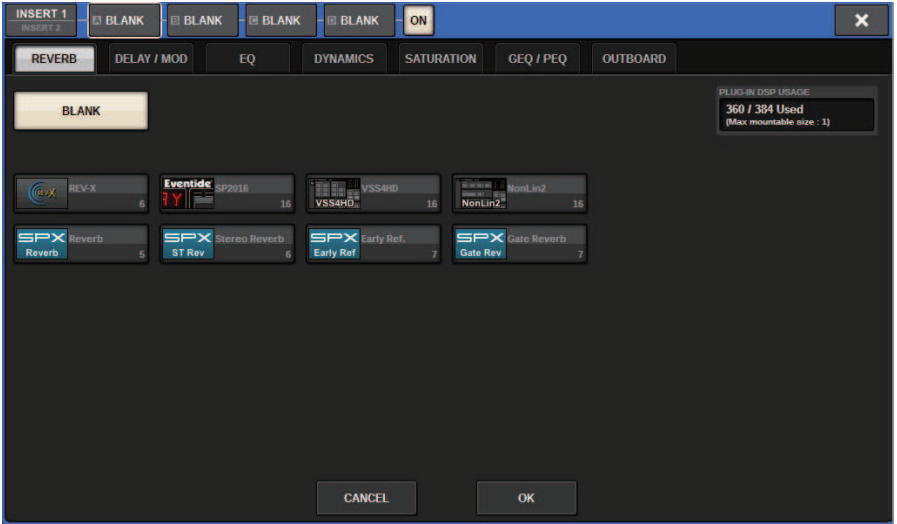 INSERT 1
INSERT 2
A BLANK
B BLANK
C BLANK
D BLANK
ON
×
REVERB
DELAY / MOD
EQ
DYNAMICS
SATURATION
GEQ / PEQ
OUTBOARD
BLANK
PLUG-IN DSP USAGE
360 / 384 Used
(Max mountable size : 1)
REV-X
REV-X
6
Eventide
SP2016
16
VSS4HD
VSS4HD
16
NonLin2
NonLin2
16
SPX
Reverb
Reverb
5
SPX
ST Rev
Stereo Reverb
6
SPX
Early Ref
Early Ref.
7
SPX
Gate Rev
Gate Reverb
7
CANCEL
OK